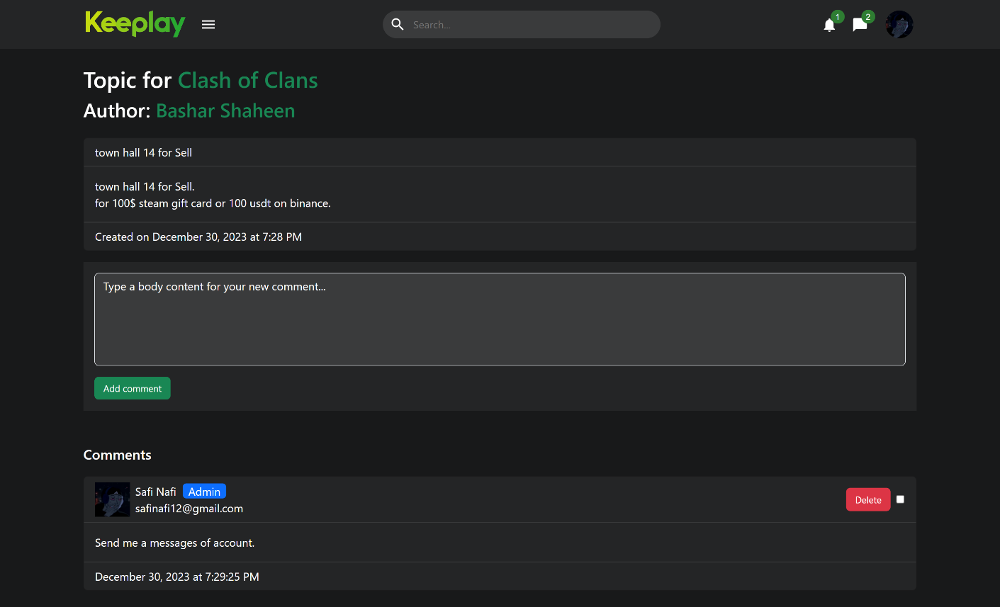 Keeplay
Search...
1
2
Topic for Clash of Clans
Author: Bashar Shaheen
town hall 14 for Sell
town hall 14 for Sell.
for 100$ steam gift card or 100 usdt on binance.
Created on December 30, 2023 at 7:28 PM
Type a body content for your new comment...
Add comment
Comments
Safi Nafi Admin
safinafi12@gmail.com
Delete
Send me a messages of account.
December 30, 2023 at 7:29:25 PM